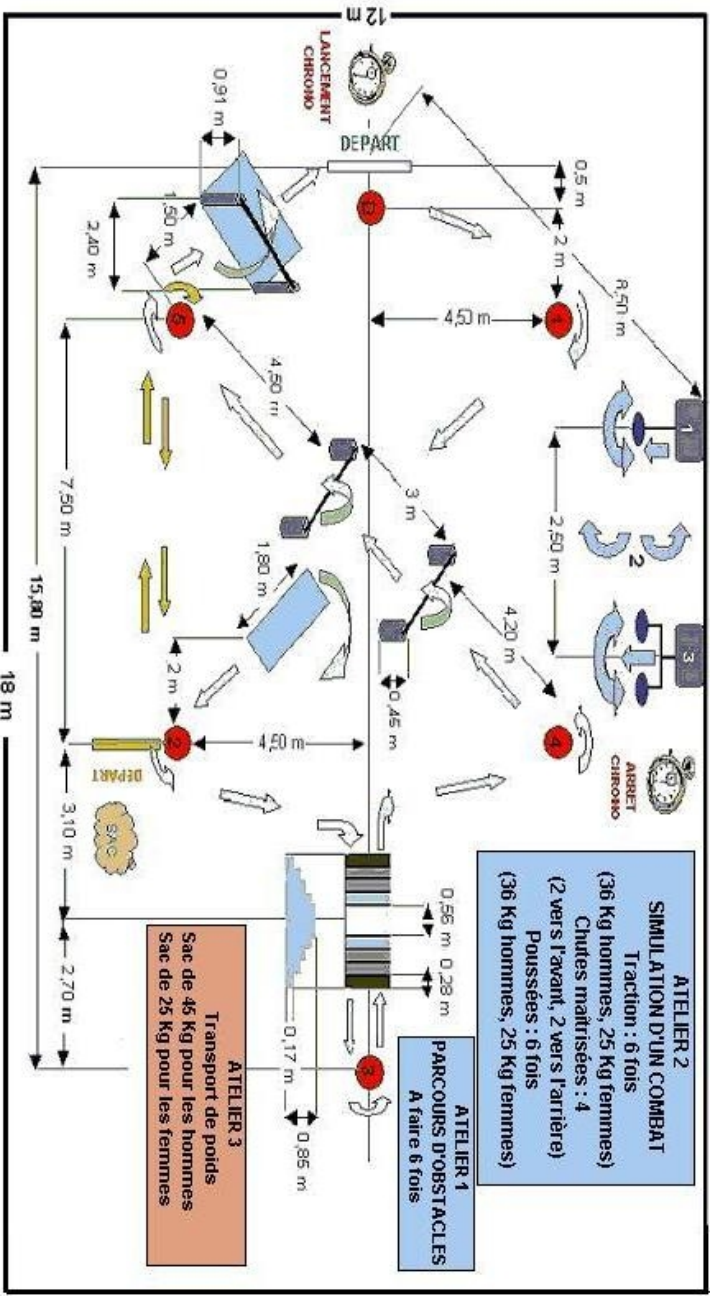 12 m
18 m
15,80 m
LANCEMENT
CHRONO
DEPART
0,5 m
2 m
8,50 m
4,50 m
1
1
2
3
2,50 m
ARRET
CHRONO
4
4,20 m
3 m
0,45 m
4,50 m
0,91 m
1,50 m
2,40 m
5
1,80 m
2 m
7,50 m
2
4,50 m
DEPART
SAC
3,10 m
2,70 m
0,56 m
0,28 m
0,17 m
0,85 m
3
ATELIER 2
SIMULATION D'UN COMBAT
Traction : 6 fois
(36 Kg hommes, 25 Kg femmes)
Chutes maîtrisées : 4
(2 vers l'avant, 2 vers l'arrière)
Poussées : 6 fois
(36 Kg hommes, 25 Kg femmes)
ATELIER 1
PARCOURS D'OBSTACLES
A faire 6 fois
ATELIER 3
Transport de poids
Sac de 45 Kg pour les hommes
Sac de 25 Kg pour les femmes